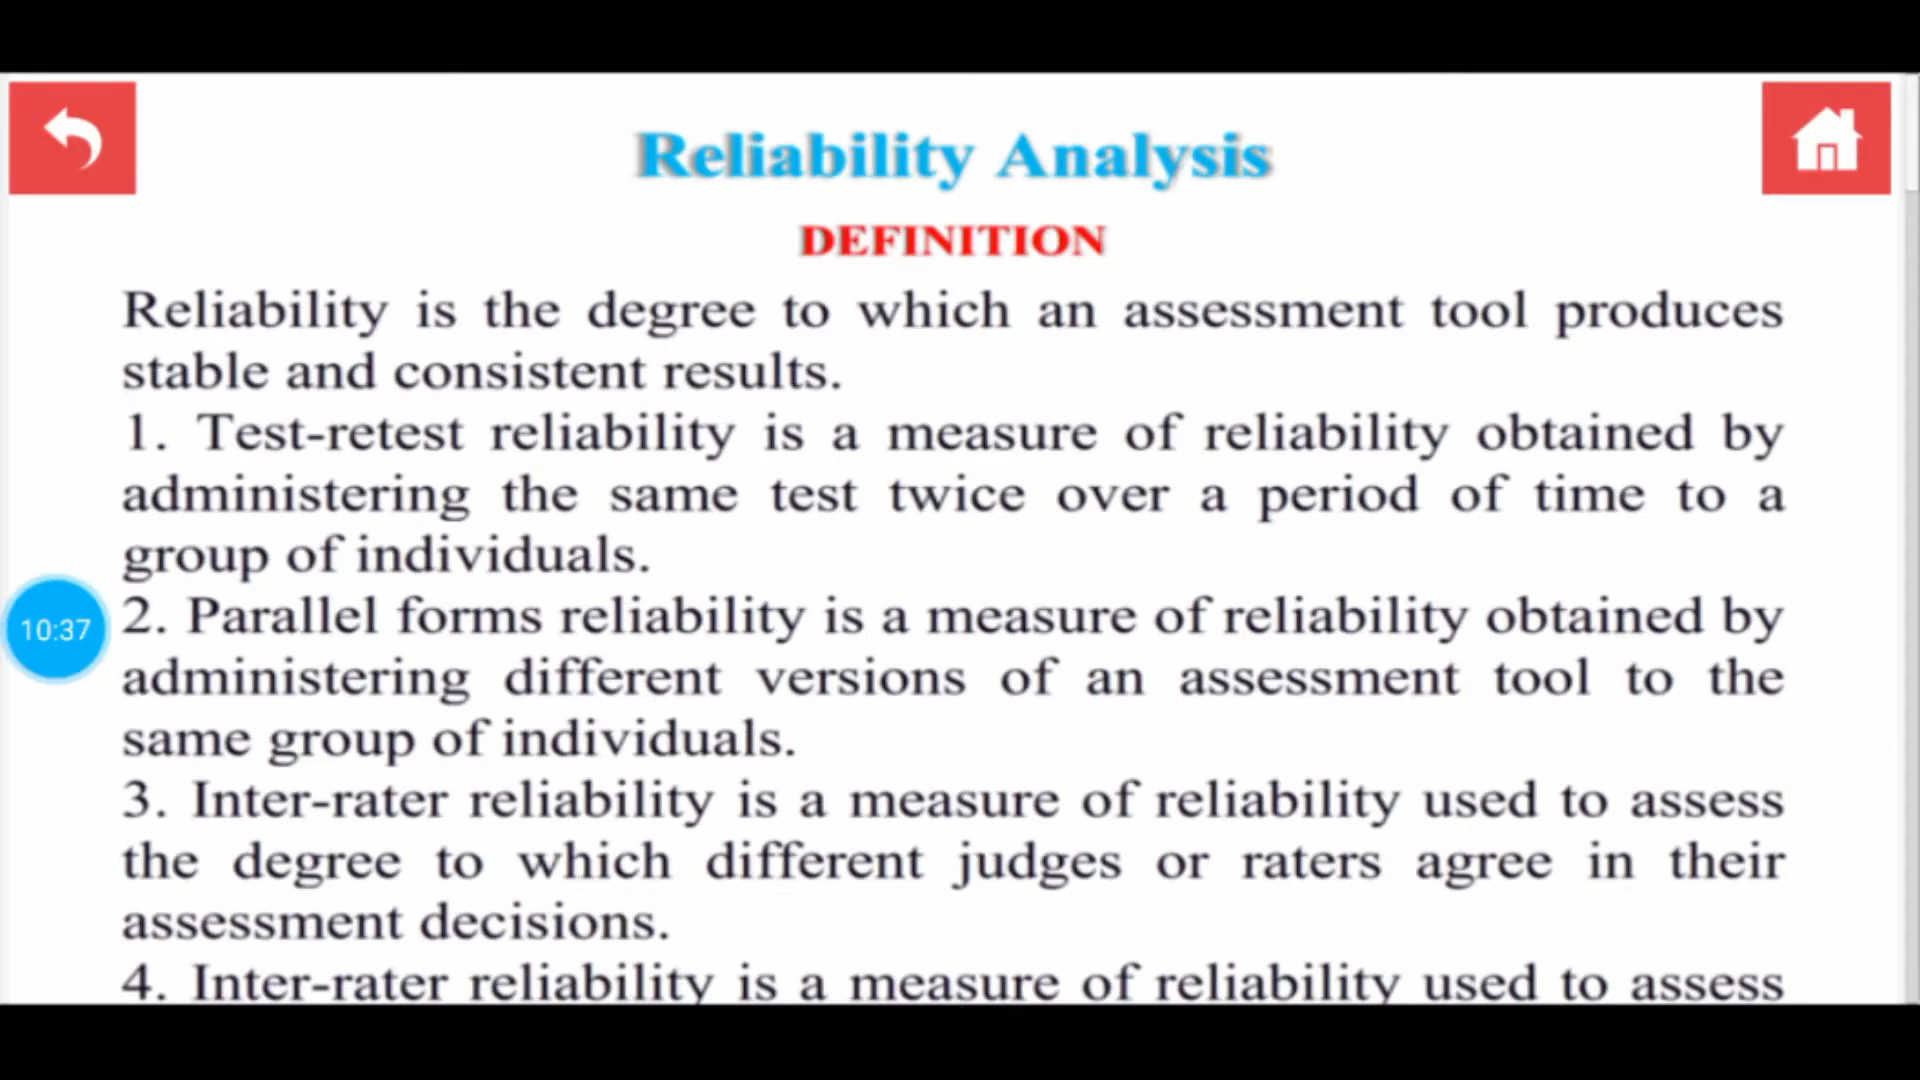 Reliability Analysis
DEFINITION
Reliability is the degree to which an assessment tool produces
stable and consistent results.
1. Test-retest reliability is a measure of reliability obtained by
administering the same test twice over a period of time to a
group of individuals.
10:37
2. Parallel forms reliability is a measure of reliability obtained by
administering different versions of an assessment tool to the
same group of individuals.
3. Inter-rater reliability is a measure of reliability used to assess
the degree to which different judges or raters agree in their
assessment decisions.
4. Inter-rater reliability is a measure of reliability used to assess